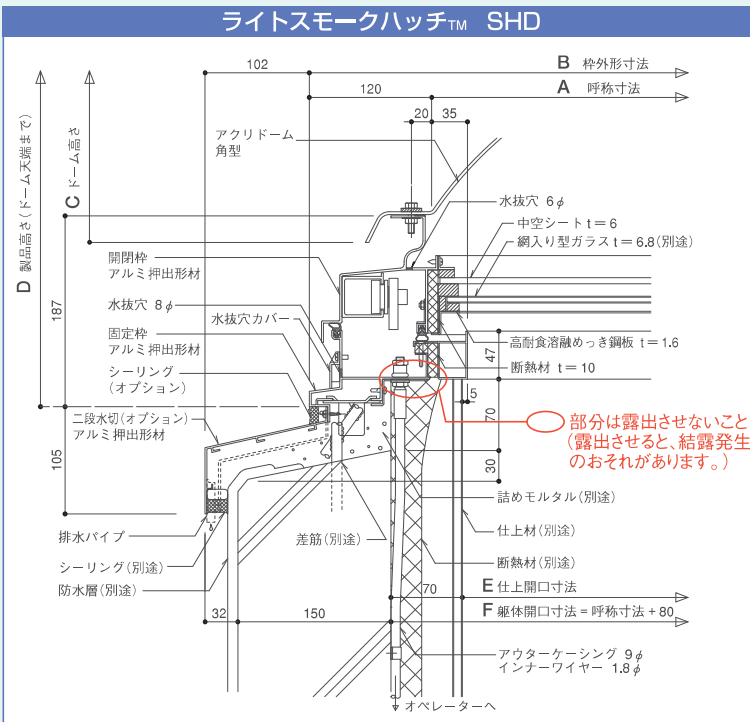 ライトスモークハッチTM SHD
102
B 枠外形寸法
120
A 呼称寸法
20
35
アクリドーム
角型
D 製品高さ(ドーム天端まで)
C ドーム高さ
水抜穴 6φ
中空シート t=6
網入り型ガラス t=6.8(別途)
開閉枠
アルミ押出形材
187
水抜穴 8φ
水抜穴カバー
固定枠
アルミ押出形材
高耐食溶融めっき鋼板 t=1.6
47
断熱材 t=10
シーリング
(オプション)
5
二段水切(オプション)
アルミ押出形材
70
部分は露出させないこと
(露出させると、結露発生
のおそれがあります。)
105
30
詰めモルタル(別途)
排水パイプ
差筋(別途)
仕上材(別途)
シーリング(別途)
断熱材(別途)
防水層(別途)
70
E 仕上開口寸法
32
150
F 躯体開口寸法=呼称寸法+80
アウターケーシング 9φ
インナーワイヤー 1.8φ
オペレーターへ